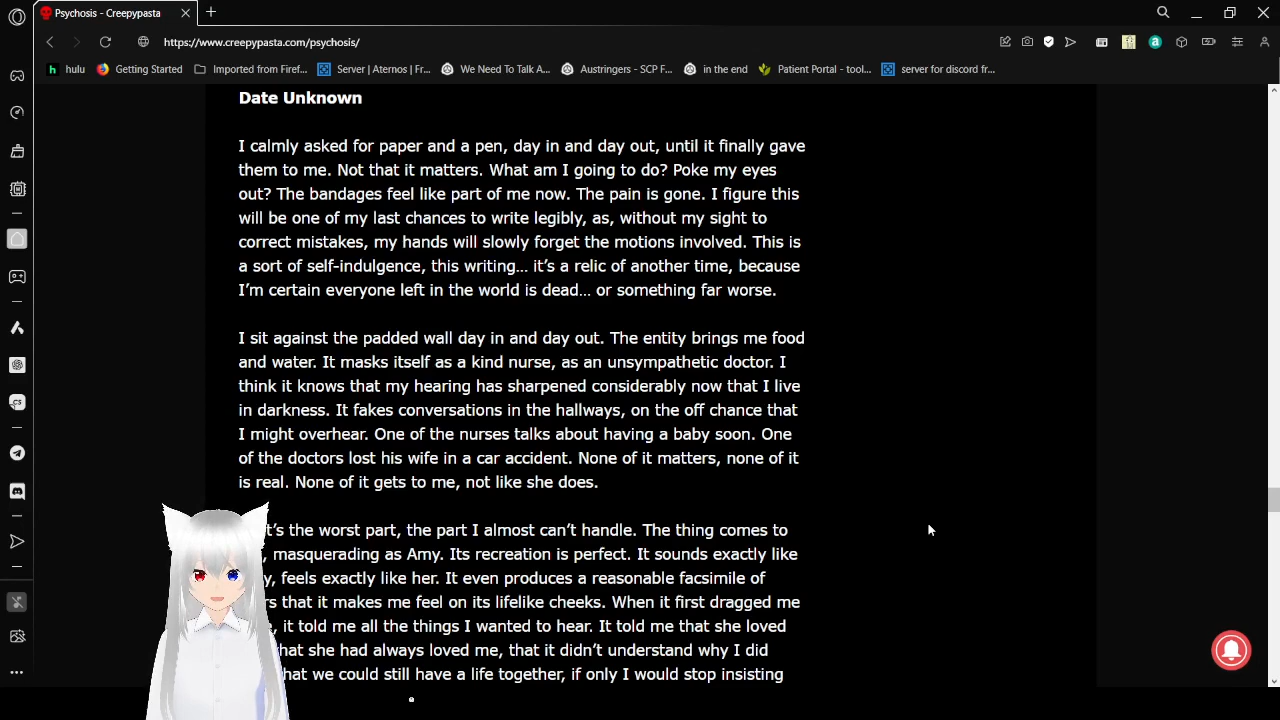 Psychosis - Creepypasta
https://www.creepypasta.com/psychosis/
hulu Getting Started Imported from Firef... Server | Aternos | Fr... We Need To Talk A... Austringers - SCP F... in the end Patient Portal - tool... server for discord fr...
Date Unknown
I calmly asked for paper and a pen, day in and day out, until it finally gave
them to me. Not that it matters. What am I going to do? Poke my eyes
out? The bandages feel like part of me now. The pain is gone. I figure this
will be one of my last chances to write legibly, as, without my sight to
correct mistakes, my hands will slowly forget the motions involved. This is
a sort of self-indulgence, this writing… it’s a relic of another time, because
I’m certain everyone left in the world is dead… or something far worse.
I sit against the padded wall day in and day out. The entity brings me food
and water. It masks itself as a kind nurse, as an unsympathetic doctor. I
think it knows that my hearing has sharpened considerably now that I live
in darkness. It fakes conversations in the hallways, on the off chance that
I might overhear. One of the nurses talks about having a baby soon. One
of the doctors lost his wife in a car accident. None of it matters, none of it
is real. None of it gets to me, not like she does.
the worst part, the part I almost can’t handle. The thing comes to
masquerading as Amy. Its recreation is perfect. It sounds exactly like
feels exactly like her. It even produces a reasonable facsimile of
that it makes me feel on its lifelike cheeks. When it first dragged me
it told me all the things I wanted to hear. It told me that she loved
that she had always loved me, that it didn’t understand why I did
that we could still have a life together, if only I would stop insisting